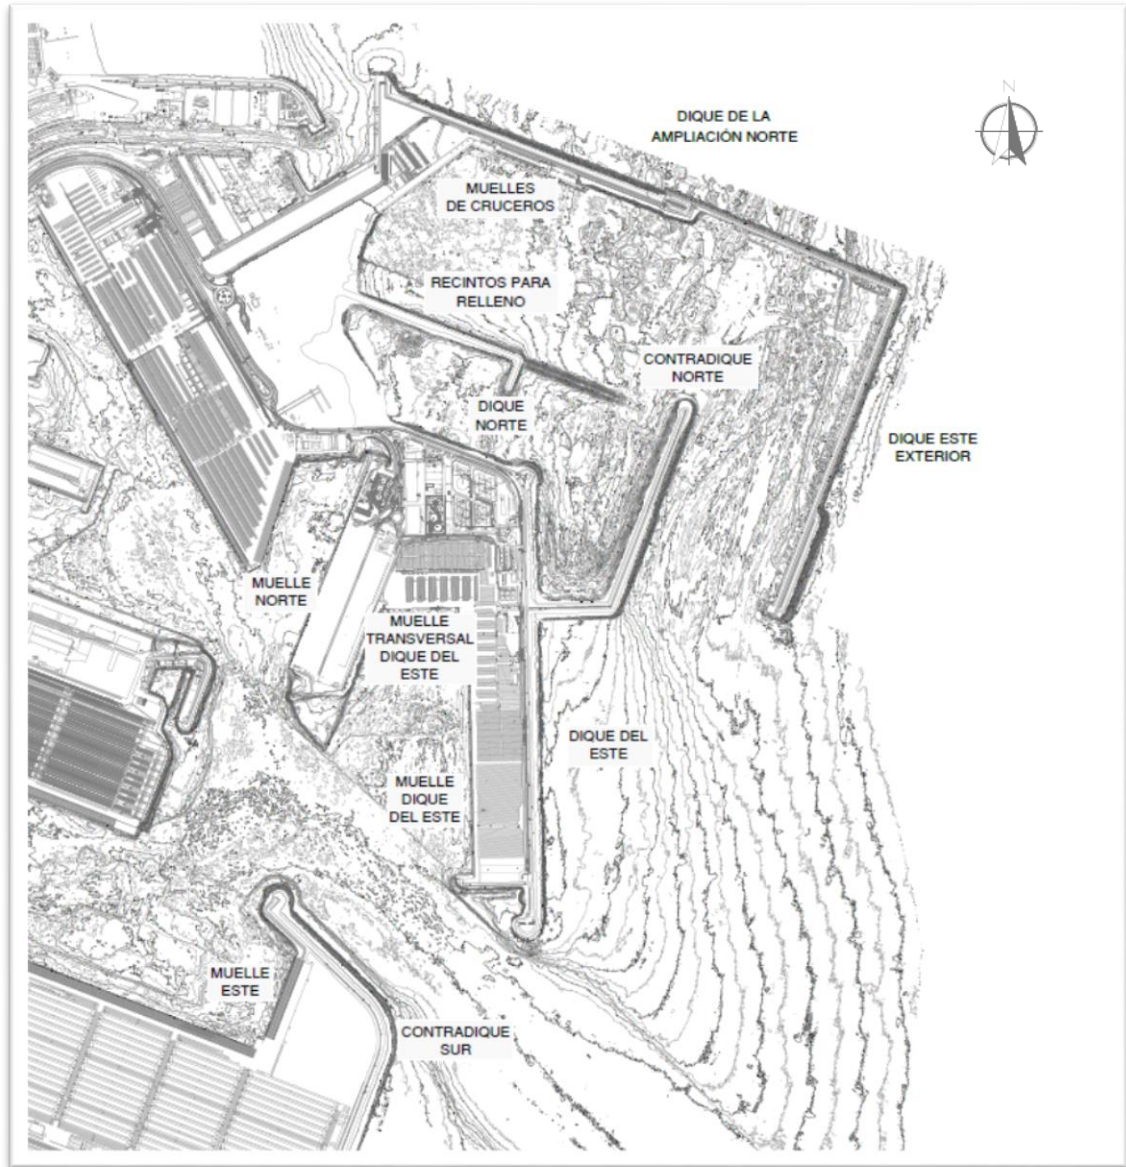 N
DIQUE DE LA
AMPLIACIÓN NORTE
MUELLES
DE CRUCEROS
RECINTOS PARA
RELLENO
CONTRADIQUE
NORTE
DIQUE
NORTE
DIQUE ESTE
EXTERIOR
MUELLE
NORTE
MUELLE
TRANSVERSAL
DIQUE DEL
ESTE
DIQUE DEL
ESTE
MUELLE
DIQUE
DEL ESTE
MUELLE
ESTE
CONTRADIQUE
SUR